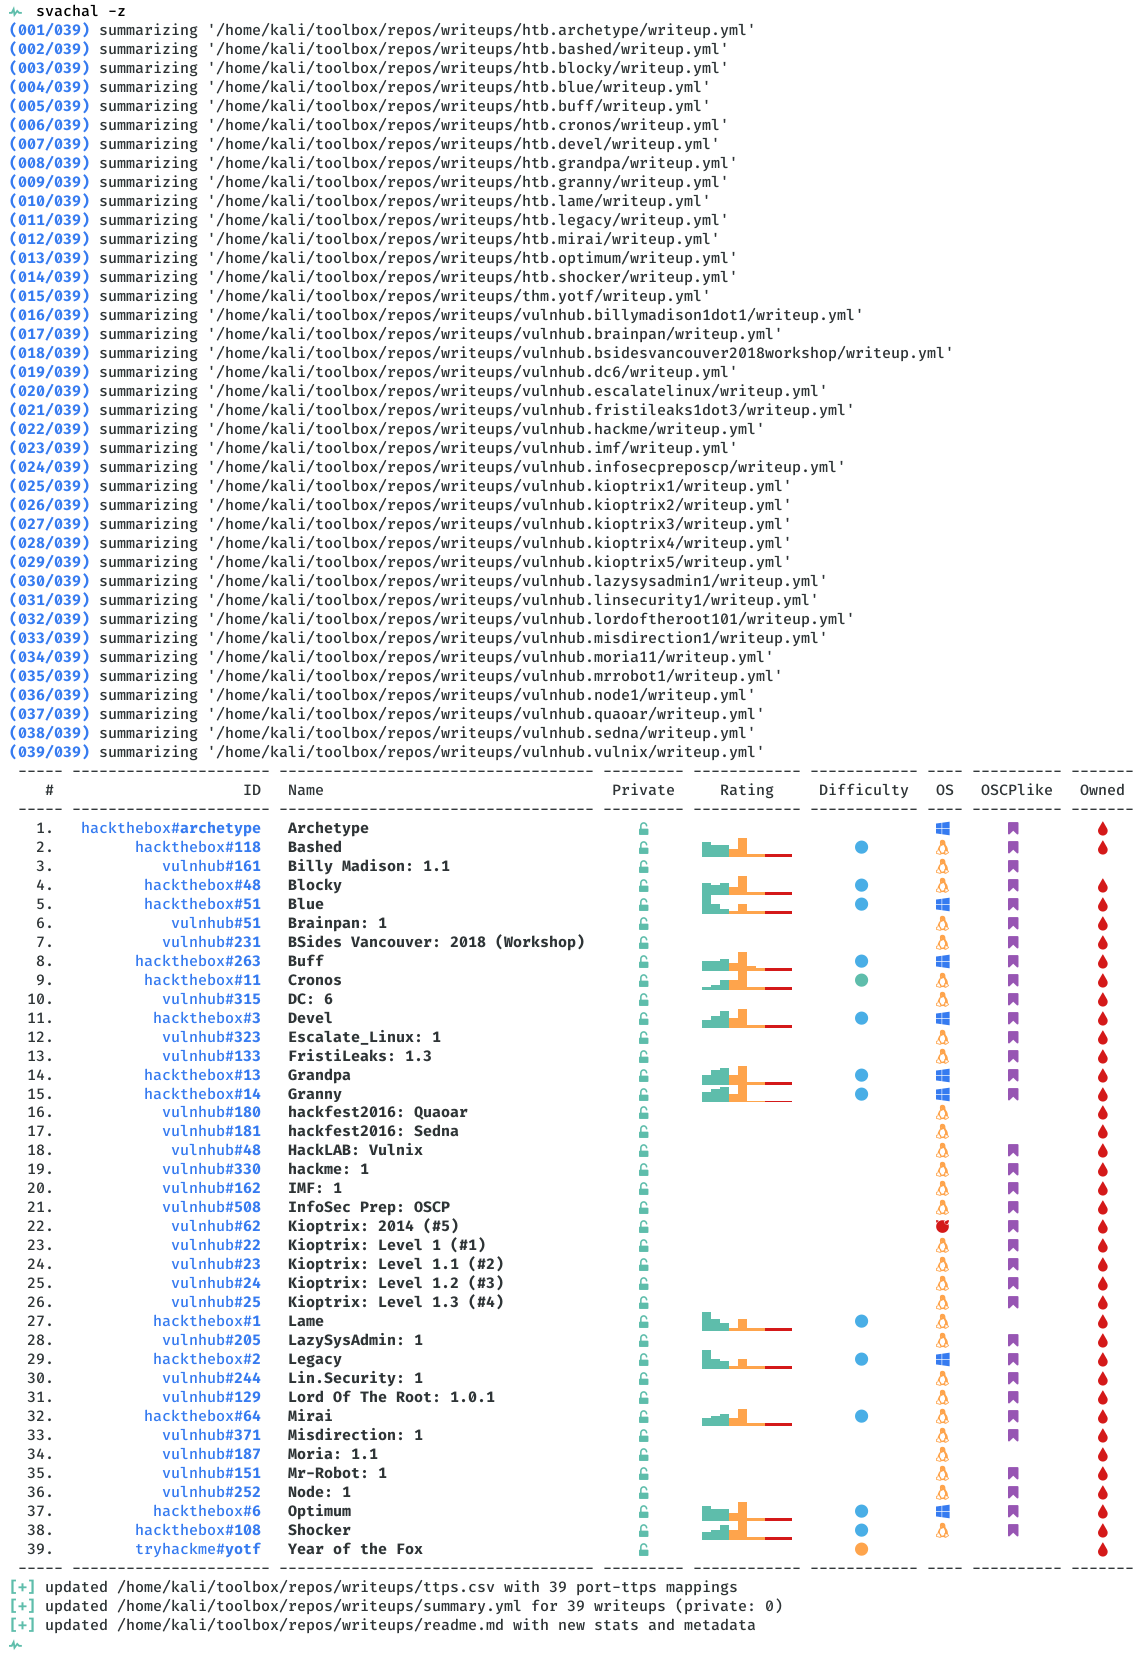 svachal -z
(001/039) summarizing '/home/kali/toolbox/repos/writeups/htb.archetype/writeup.yml'
(002/039) summarizing '/home/kali/toolbox/repos/writeups/htb.bashed/writeup.yml'
(003/039) summarizing '/home/kali/toolbox/repos/writeups/htb.blocky/writeup.yml'
(004/039) summarizing '/home/kali/toolbox/repos/writeups/htb.blue/writeup.yml'
(005/039) summarizing '/home/kali/toolbox/repos/writeups/htb.buff/writeup.yml'
(006/039) summarizing '/home/kali/toolbox/repos/writeups/htb.cronos/writeup.yml'
(007/039) summarizing '/home/kali/toolbox/repos/writeups/htb.devel/writeup.yml'
(008/039) summarizing '/home/kali/toolbox/repos/writeups/htb.grandpa/writeup.yml'
(009/039) summarizing '/home/kali/toolbox/repos/writeups/htb.granny/writeup.yml'
(010/039) summarizing '/home/kali/toolbox/repos/writeups/htb.lame/writeup.yml'
(011/039) summarizing '/home/kali/toolbox/repos/writeups/htb.legacy/writeup.yml'
(012/039) summarizing '/home/kali/toolbox/repos/writeups/htb.mirai/writeup.yml'
(013/039) summarizing '/home/kali/toolbox/repos/writeups/htb.optimum/writeup.yml'
(014/039) summarizing '/home/kali/toolbox/repos/writeups/htb.shocker/writeup.yml'
(015/039) summarizing '/home/kali/toolbox/repos/writeups/thm.yotf/writeup.yml'
(016/039) summarizing '/home/kali/toolbox/repos/writeups/vulnhub.billymadison1dot1/writeup.yml'
(017/039) summarizing '/home/kali/toolbox/repos/writeups/vulnhub.brainpan/writeup.yml'
(018/039) summarizing '/home/kali/toolbox/repos/writeups/vulnhub.bsidesvancouver2018workshop/writeup.yml'
(019/039) summarizing '/home/kali/toolbox/repos/writeups/vulnhub.dc6/writeup.yml'
(020/039) summarizing '/home/kali/toolbox/repos/writeups/vulnhub.escalatelinux/writeup.yml'
(021/039) summarizing '/home/kali/toolbox/repos/writeups/vulnhub.fristileaks1dot3/writeup.yml'
(022/039) summarizing '/home/kali/toolbox/repos/writeups/vulnhub.hackme/writeup.yml'
(023/039) summarizing '/home/kali/toolbox/repos/writeups/vulnhub.imf/writeup.yml'
(024/039) summarizing '/home/kali/toolbox/repos/writeups/vulnhub.infosecpreposcp/writeup.yml'
(025/039) summarizing '/home/kali/toolbox/repos/writeups/vulnhub.kioptrix1/writeup.yml'
(026/039) summarizing '/home/kali/toolbox/repos/writeups/vulnhub.kioptrix2/writeup.yml'
(027/039) summarizing '/home/kali/toolbox/repos/writeups/vulnhub.kioptrix3/writeup.yml'
(028/039) summarizing '/home/kali/toolbox/repos/writeups/vulnhub.kioptrix4/writeup.yml'
(029/039) summarizing '/home/kali/toolbox/repos/writeups/vulnhub.kioptrix5/writeup.yml'
(030/039) summarizing '/home/kali/toolbox/repos/writeups/vulnhub.lazysysadmin1/writeup.yml'
(031/039) summarizing '/home/kali/toolbox/repos/writeups/vulnhub.linsecurity1/writeup.yml'
(032/039) summarizing '/home/kali/toolbox/repos/writeups/vulnhub.lordoftheroot101/writeup.yml'
(033/039) summarizing '/home/kali/toolbox/repos/writeups/vulnhub.misdirection1/writeup.yml'
(034/039) summarizing '/home/kali/toolbox/repos/writeups/vulnhub.moria11/writeup.yml'
(035/039) summarizing '/home/kali/toolbox/repos/writeups/vulnhub.mrrobot1/writeup.yml'
(036/039) summarizing '/home/kali/toolbox/repos/writeups/vulnhub.node1/writeup.yml'
(037/039) summarizing '/home/kali/toolbox/repos/writeups/vulnhub.quaoar/writeup.yml'
(038/039) summarizing '/home/kali/toolbox/repos/writeups/vulnhub.sedna/writeup.yml'
(039/039) summarizing '/home/kali/toolbox/repos/writeups/vulnhub.vulnix/writeup.yml'
# ID Name Private Rating Difficulty OS OSCPlike Owned
1. hackthebox#archetype Archetype
2. hackthebox#118 Bashed
3. vulnhub#161 Billy Madison: 1.1
4. hackthebox#48 Blocky
5. hackthebox#51 Blue
6. vulnhub#51 Brainpan: 1
7. vulnhub#231 BSides Vancouver: 2018 (Workshop)
8. hackthebox#263 Buff
9. hackthebox#11 Cronos
10. vulnhub#315 DC: 6
11. hackthebox#3 Devel
12. vulnhub#323 Escalate_Linux: 1
13. vulnhub#133 FristiLeaks: 1.3
14. hackthebox#13 Grandpa
15. hackthebox#14 Granny
16. vulnhub#180 hackfest2016: Quaoar
17. vulnhub#181 hackfest2016: Sedna
18. vulnhub#48 HackLAB: Vulnix
19. vulnhub#330 hackme: 1
20. vulnhub#162 IMF: 1
21. vulnhub#508 InfoSec Prep: OSCP
22. vulnhub#62 Kioptrix: 2014 (#5)
23. vulnhub#22 Kioptrix: Level 1 (#1)
24. vulnhub#23 Kioptrix: Level 1.1 (#2)
25. vulnhub#24 Kioptrix: Level 1.2 (#3)
26. vulnhub#25 Kioptrix: Level 1.3 (#4)
27. hackthebox#1 Lame
28. vulnhub#205 LazySysAdmin: 1
29. hackthebox#2 Legacy
30. vulnhub#244 Lin.Security: 1
31. vulnhub#129 Lord Of The Root: 1.0.1
32. hackthebox#64 Mirai
33. vulnhub#371 Misdirection: 1
34. vulnhub#187 Moria: 1.1
35. vulnhub#151 Mr-Robot: 1
36. vulnhub#252 Node: 1
37. hackthebox#6 Optimum
38. hackthebox#108 Shocker
39. tryhackme#yotf Year of the Fox
[+] updated /home/kali/toolbox/repos/writeups/ttps.csv with 39 port-ttps mappings
[+] updated /home/kali/toolbox/repos/writeups/summary.yml for 39 writeups (private: 0)
[+] updated /home/kali/toolbox/repos/writeups/readme.md with new stats and metadata